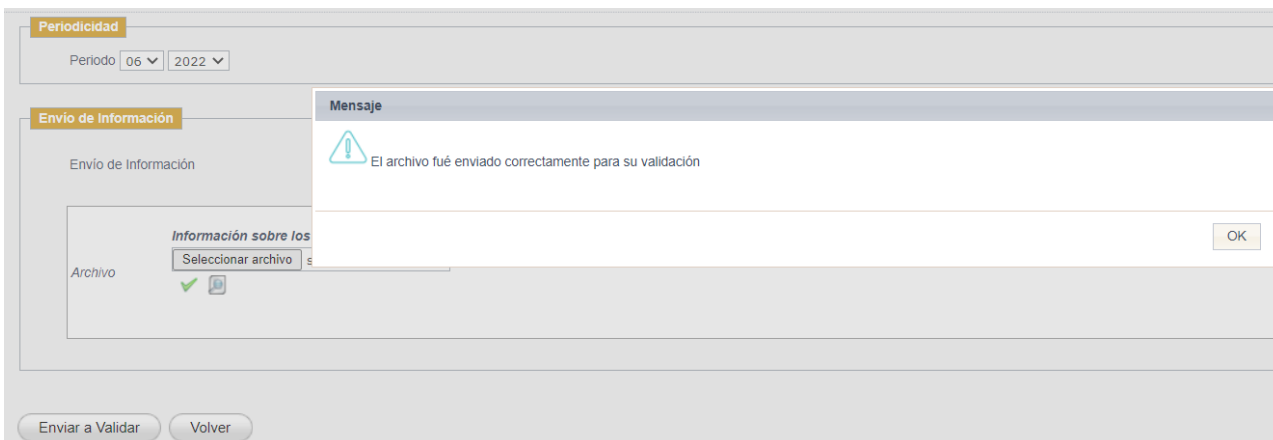 Periodicidad
Periodo 06 2022
Mensaje
Envío de Información
El archivo fué enviado correctamente para su validación
Envío de Información
OK
Información sobre los
Seleccionar archivo s
Archivo
Enviar a Validar Volver